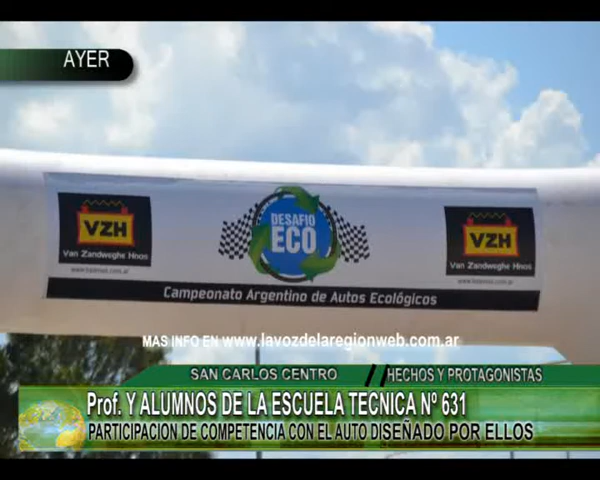 AYER
VZH
Van Zandweghe Hnos
DESAFIO
ECO
VZH
Van Zandweghe Hnos
Campeonato Argentino de Autos Ecológicos
MAS INFO EN www.lavozdelaregionweb.com.ar
SAN CARLOS CENTRO // HECHOS Y PROTAGONISTAS
Prof. Y ALUMNOS DE LA ESCUELA TECNICA Nº 631
PARTICIPACION DE COMPETENCIA CON EL AUTO DISEÑADO POR ELLOS